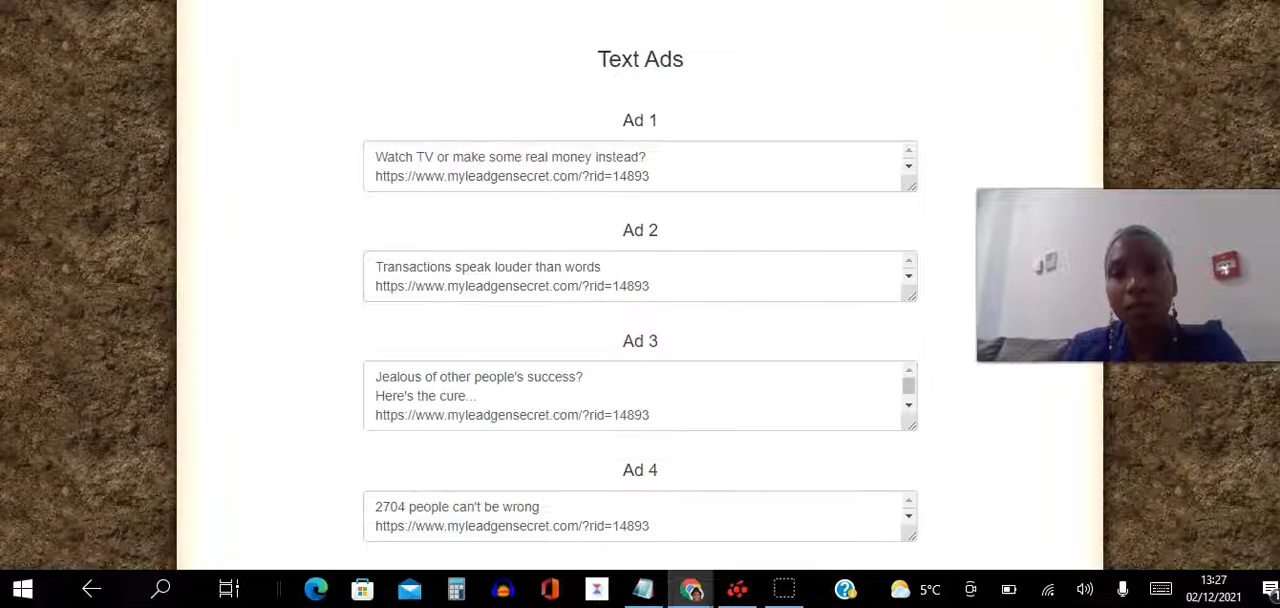 Text Ads
Ad 1
Watch TV or make some real money instead?
https://www.myleadgensecret.com/?rid=14893
Ad 2
Transactions speak louder than words
https://www.myleadgensecret.com/?rid=14893
Ad 3
Jealous of other people's success?
Here's the cure...
https://www.myleadgensecret.com/?rid=14893
Ad 4
2704 people can't be wrong
https://www.myleadgensecret.com/?rid=14893
5°C
13:27
02/12/2021